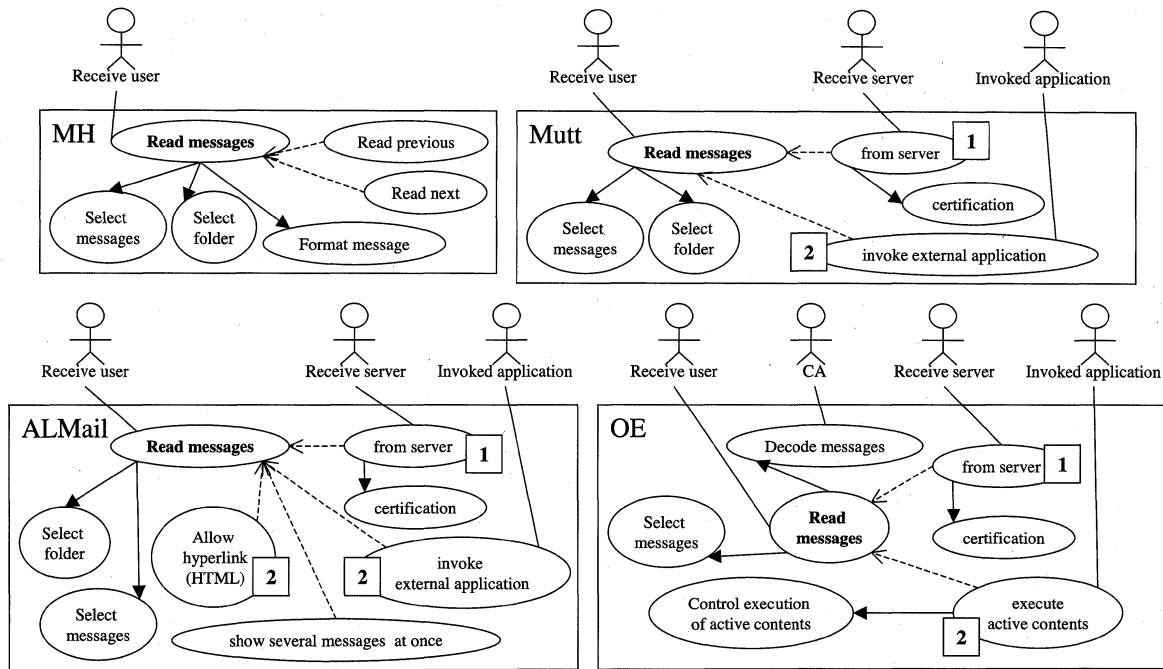 Receive user
MH
Read messages
Read previous
Read next
Select
messages
Select
folder
Format message
Receive user
Receive server
Invoked application
Mutt
Read messages
from server
1
certification
Select
messages
Select
folder
2
invoke external application
Receive user
Receive server
Invoked application
ALMail
Read messages
from server
1
certification
Select
folder
Allow
hyperlink
(HTML)
2
2
invoke
external application
Select
messages
show several messages at once
Receive user
CA
Receive server
Invoked application
OE
Decode messages
from server
1
Select
messages
Read
messages
certification
Control execution
of active contents
execute
active contents
2